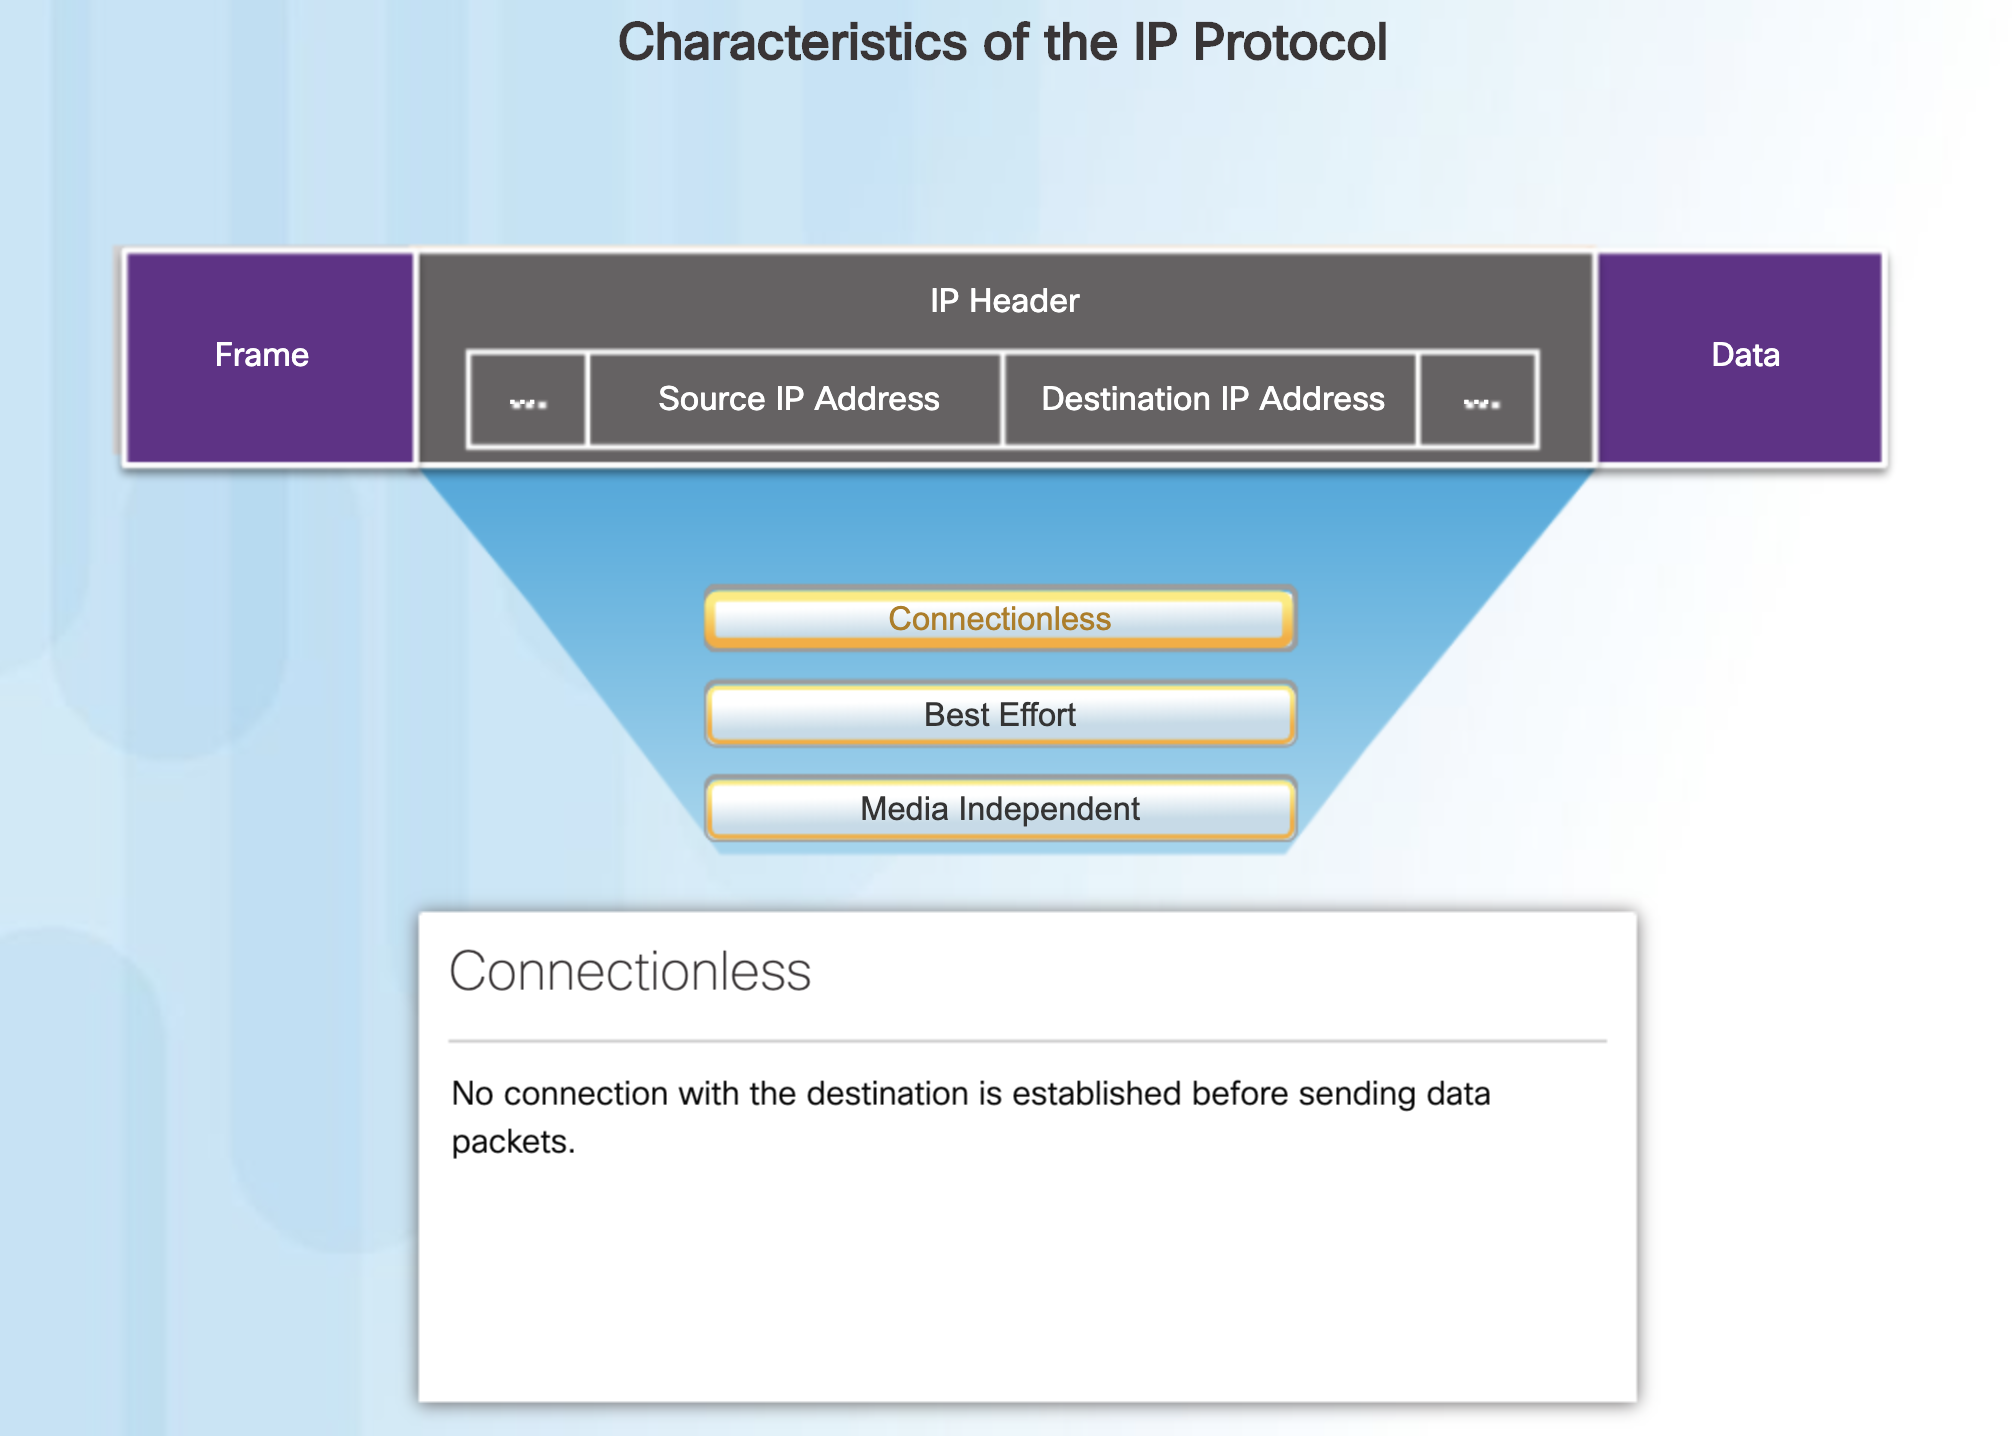 Characteristics of the IP Protocol
IP Header
Frame
Data
... Source IP Address Destination IP Address ...
Connectionless
Best Effort
Media Independent
Connectionless
No connection with the destination is established before sending data
packets.